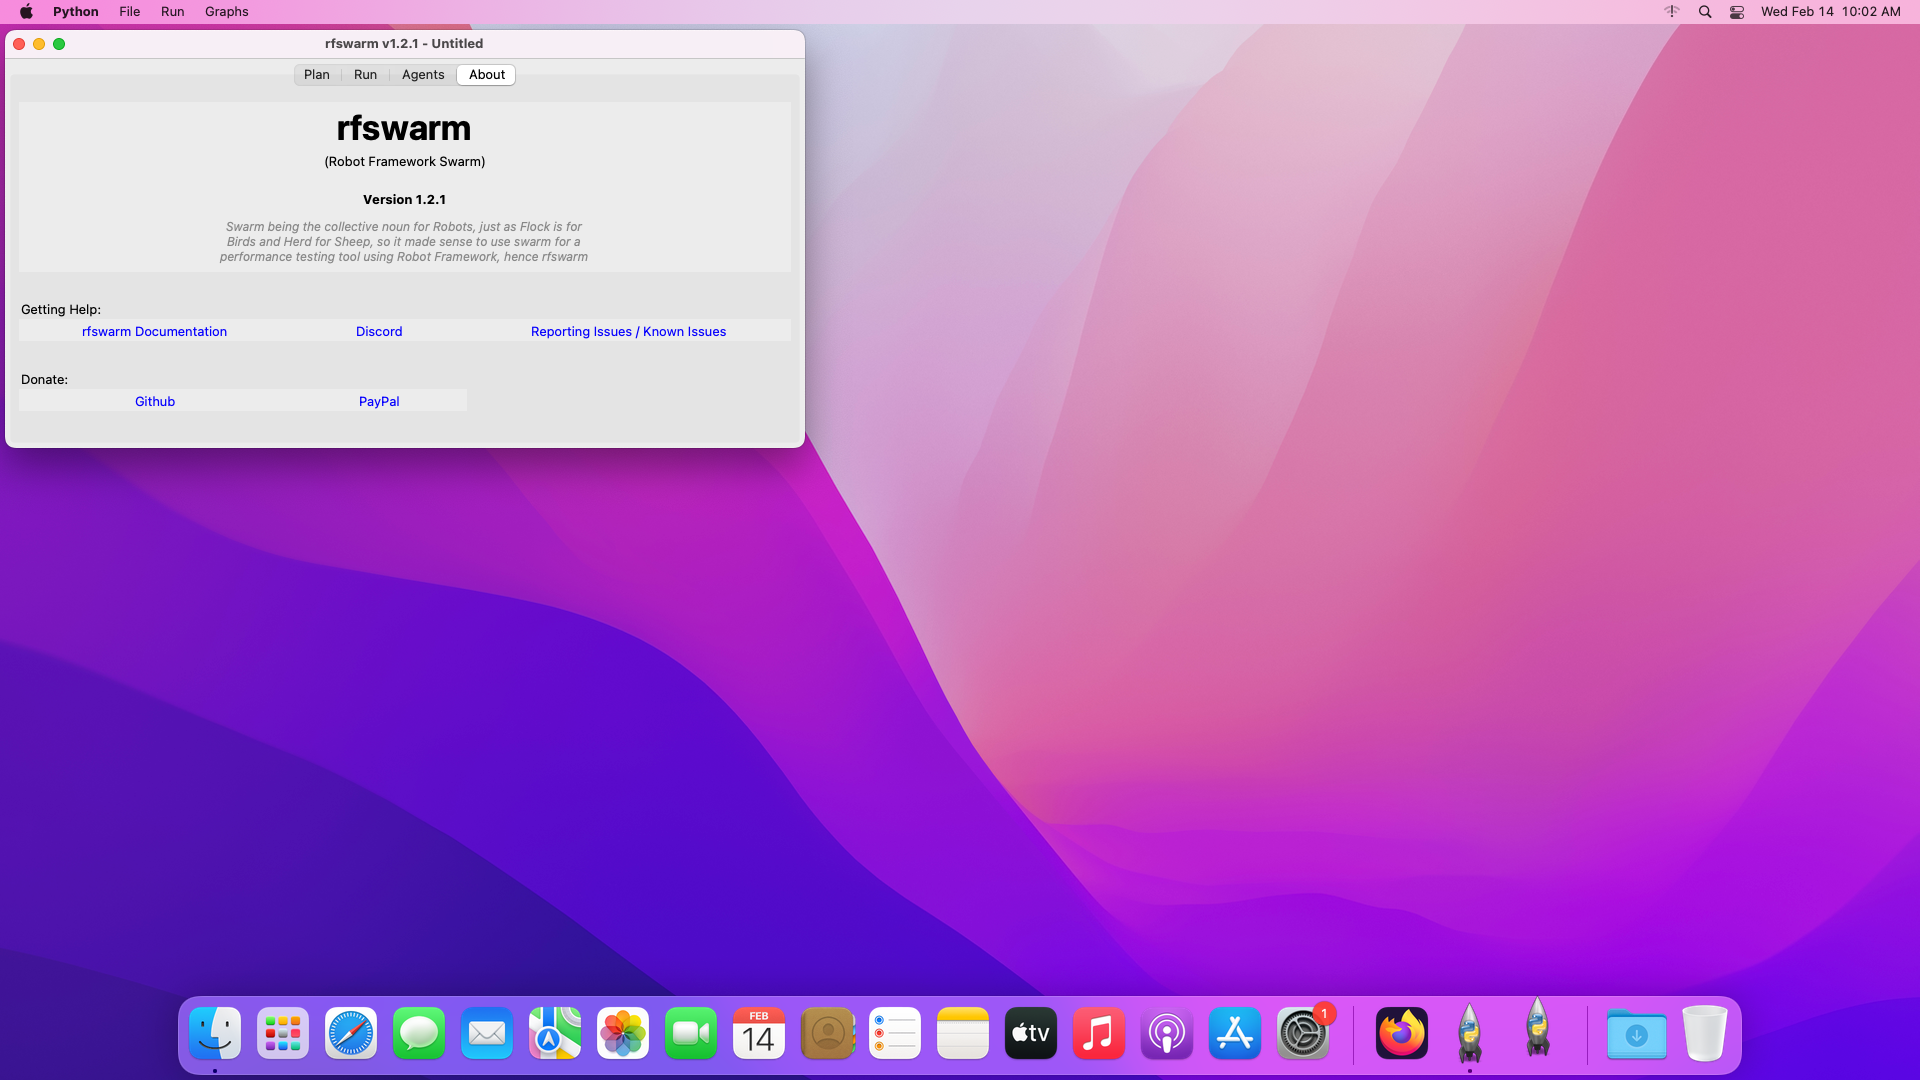 Python File Run Graphs
Wed Feb 14 10:02 AM
rfswarm v1.2.1 - Untitled
Plan Run Agents About
rfswarm
(Robot Framework Swarm)
Version 1.2.1
Swarm being the collective noun for Robots, just as Flock is for
Birds and Herd for Sheep, so it made sense to use swarm for a
performance testing tool using Robot Framework, hence rfswarm
Getting Help:
rfswarm Documentation Discord Reporting Issues / Known Issues
Donate:
Github PayPal
FEB
14
tv
1